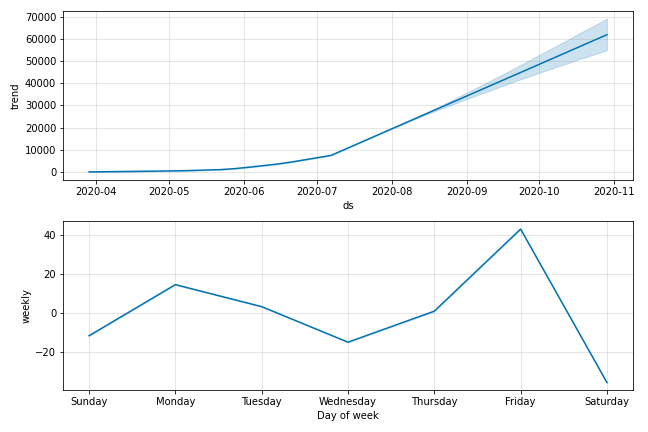 70000
60000
50000
40000
30000
20000
10000
0
trend
2020-04 2020-05 2020-06 2020-07 2020-08 2020-09 2020-10 2020-11
ds
40
20
0
−20
weekly
Sunday Monday Tuesday Wednesday Thursday Friday Saturday
Day of week